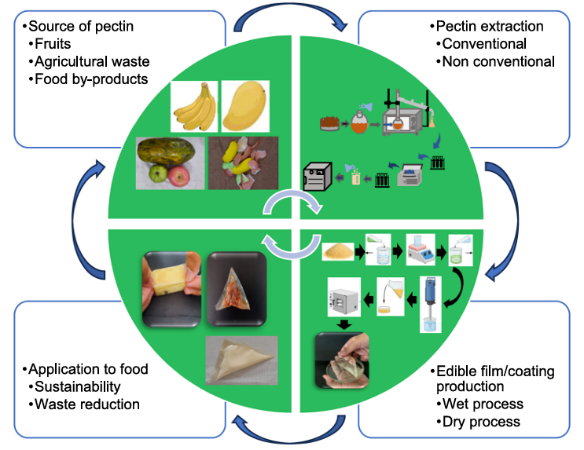 •Source of pectin
•Fruits
•Agricultural waste
•Food by-products
•Pectin extraction
•Conventional
•Non conventional
•Application to food
•Sustainability
•Waste reduction
•Edible film/coating
production
•Wet process
•Dry process